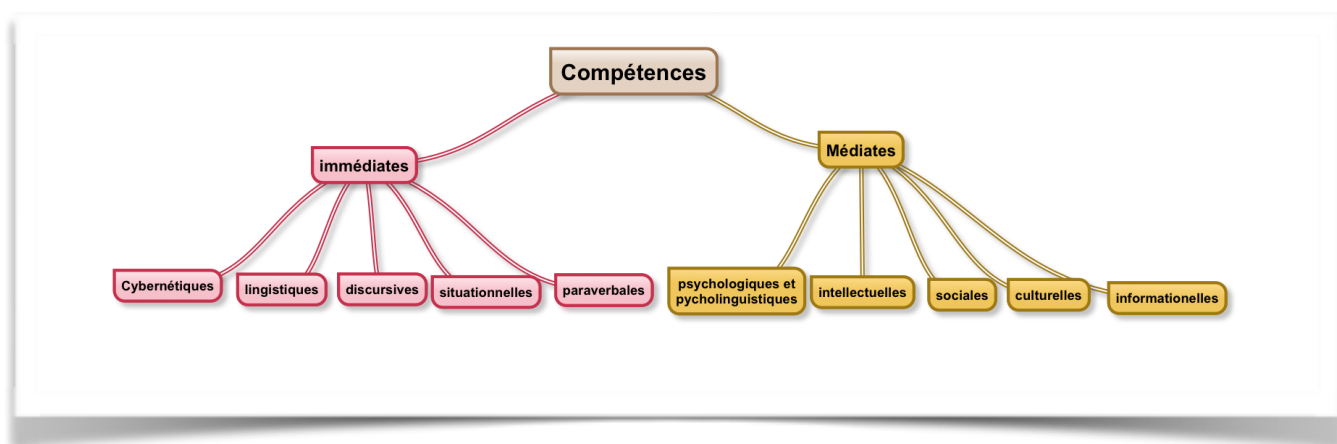 Compétences
immédiates
Médiates
Cybernétiques
lingistiques
discursives
situationnelles
paraverbales
psychologiques et
pycholinguistiques
intellectuelles
sociales
culturelles
informationelles